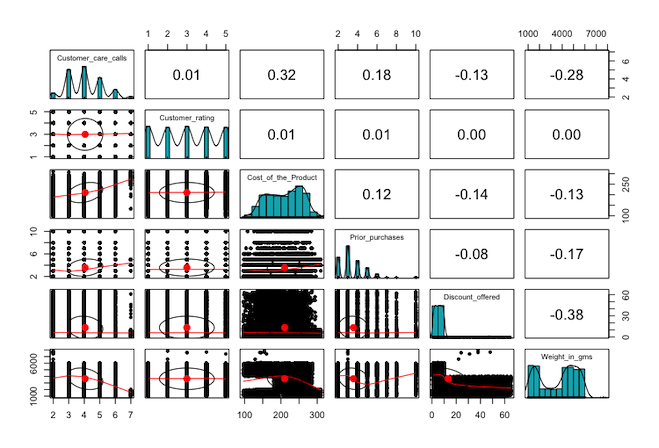 1 2 3 4 5
2 4 6 8 10
1000 4000 7000
Customer_care_calls
0.01
0.32
0.18
-0.13
-0.28
2 4 6
1 3 5
Customer_rating
0.01
0.01
0.00
0.00
Cost_of_the_Product
0.12
-0.14
-0.13
100 250
2 6 10
Prior_purchases
-0.08
-0.17
Discount_offered
-0.38
0 30 60
1000 6000
Weight_in_gms
2 3 4 5 6 7
100 200 300
0 20 40 60